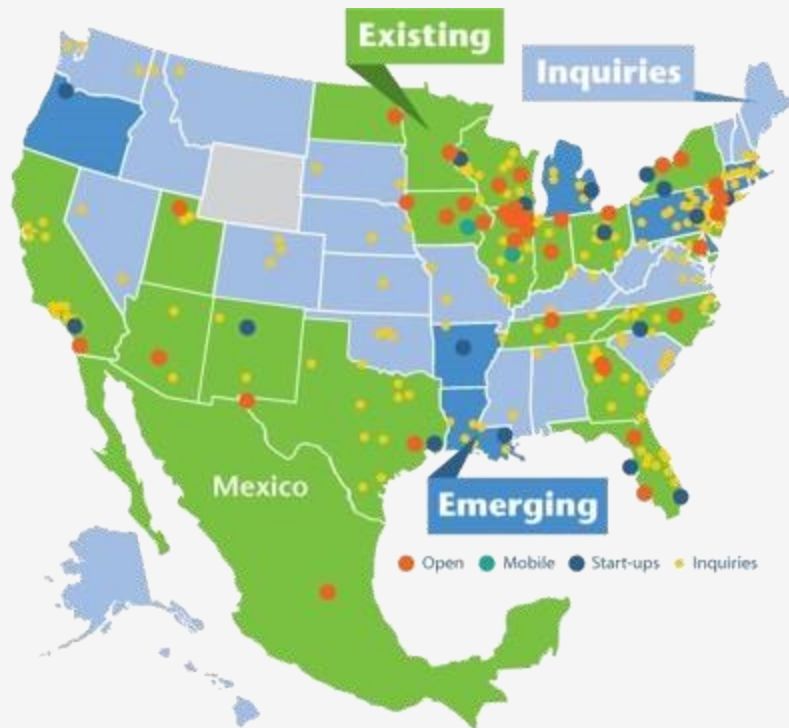 Existing
Inquiries
Mexico
Emerging
Open
Mobile
Start-ups
Inquiries